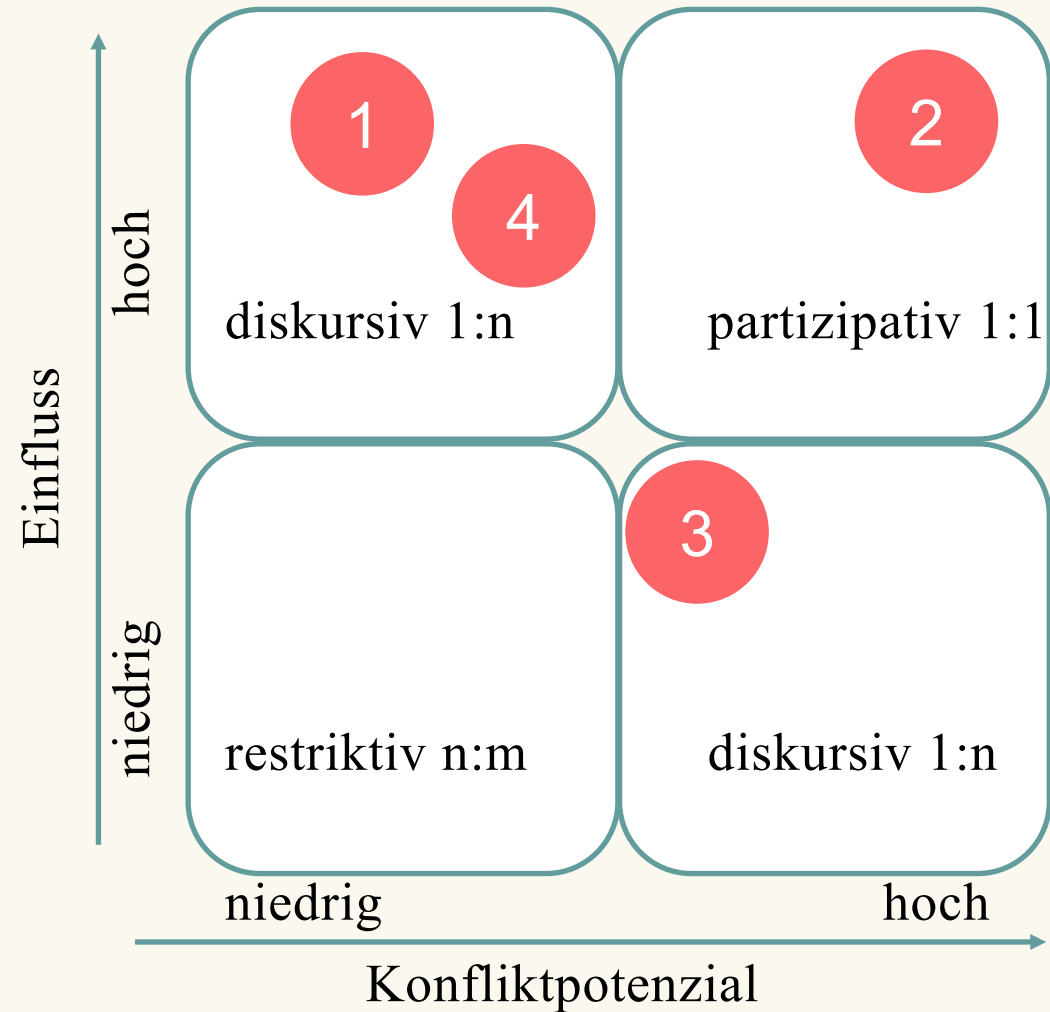 1
2
4
hoch
diskursiv 1:n
partizipativ 1:1
Einfluss
3
niedrig
restriktiv n:m
diskursiv 1:n
niedrig
hoch
Konfliktpotenzial